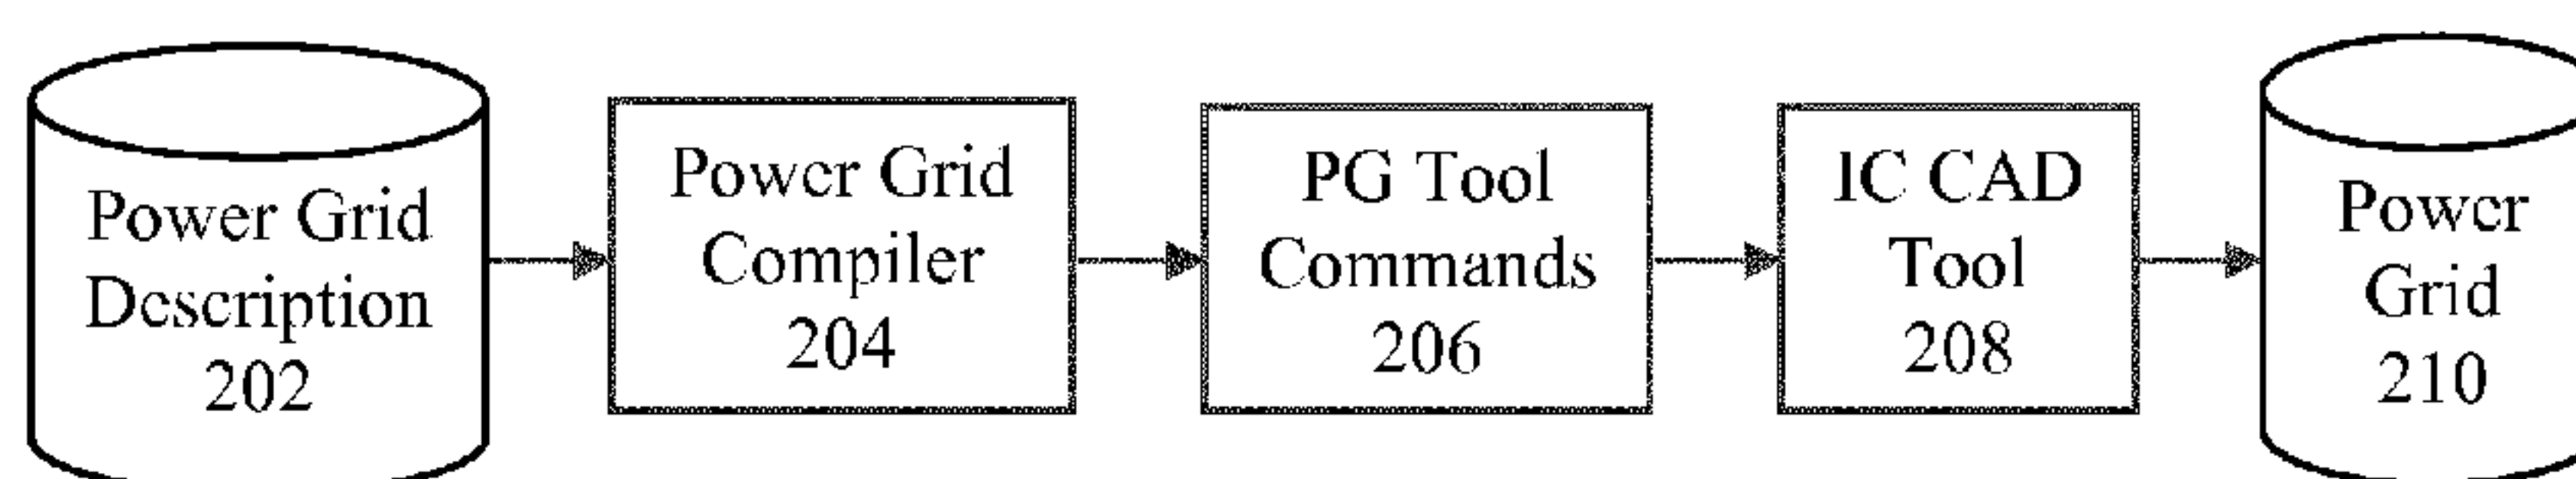 Power Grid
Description
202
Power Grid
Compiler
204
PG Tool
Commands
206
IC CAD
Tool
208
Power
Grid
210